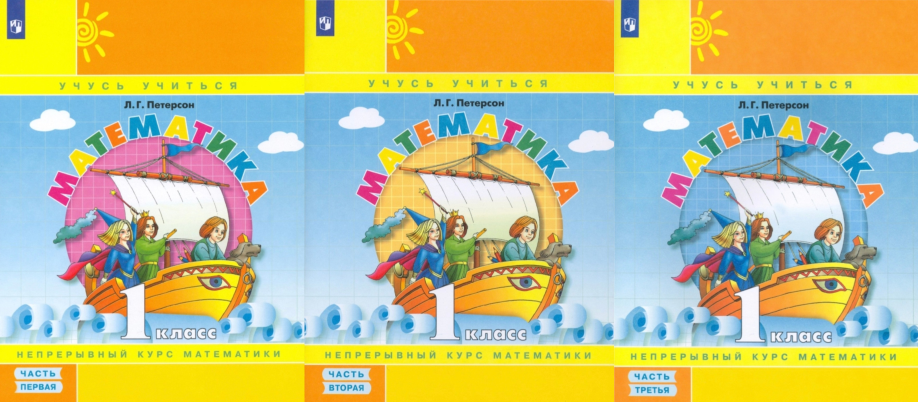 УЧУСЬ УЧИТЬСЯ
Л. Г. Петерсон
МАТЕМАТИКА
1 класс
НЕПРЕРЫВНЫЙ КУРС МАТЕМАТИКИ
ЧАСТЬ
ПЕРВАЯ
УЧУСЬ УЧИТЬСЯ
Л. Г. Петерсон
МАТЕМАТИКА
1 класс
НЕПРЕРЫВНЫЙ КУРС МАТЕМАТИКИ
ЧАСТЬ
ВТОРАЯ
УЧУСЬ УЧИТЬСЯ
Л. Г. Петерсон
МАТЕМАТИКА
1 класс
НЕПРЕРЫВНЫЙ КУРС МАТЕМАТИКИ
ЧАСТЬ
ТРЕТЬЯ